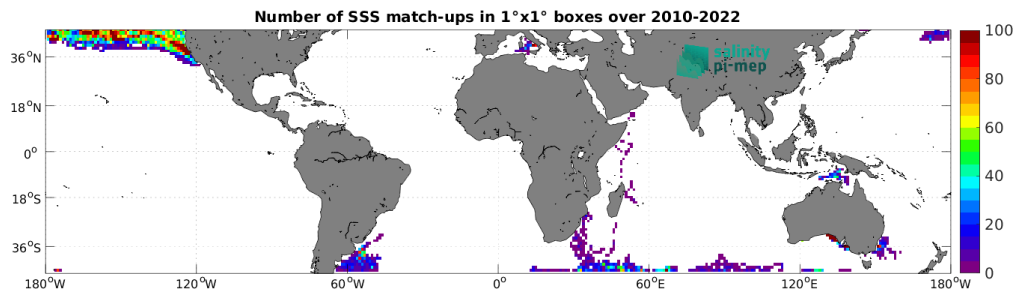 Number of SSS match-ups in 1°x1° boxes over 2010-2022
salinity
pi-mep
36°N
18°N
0°
18°S
36°S
180°W 120°W 60°W 0° 60°E 120°E 180°W
100
80
60
40
20
0